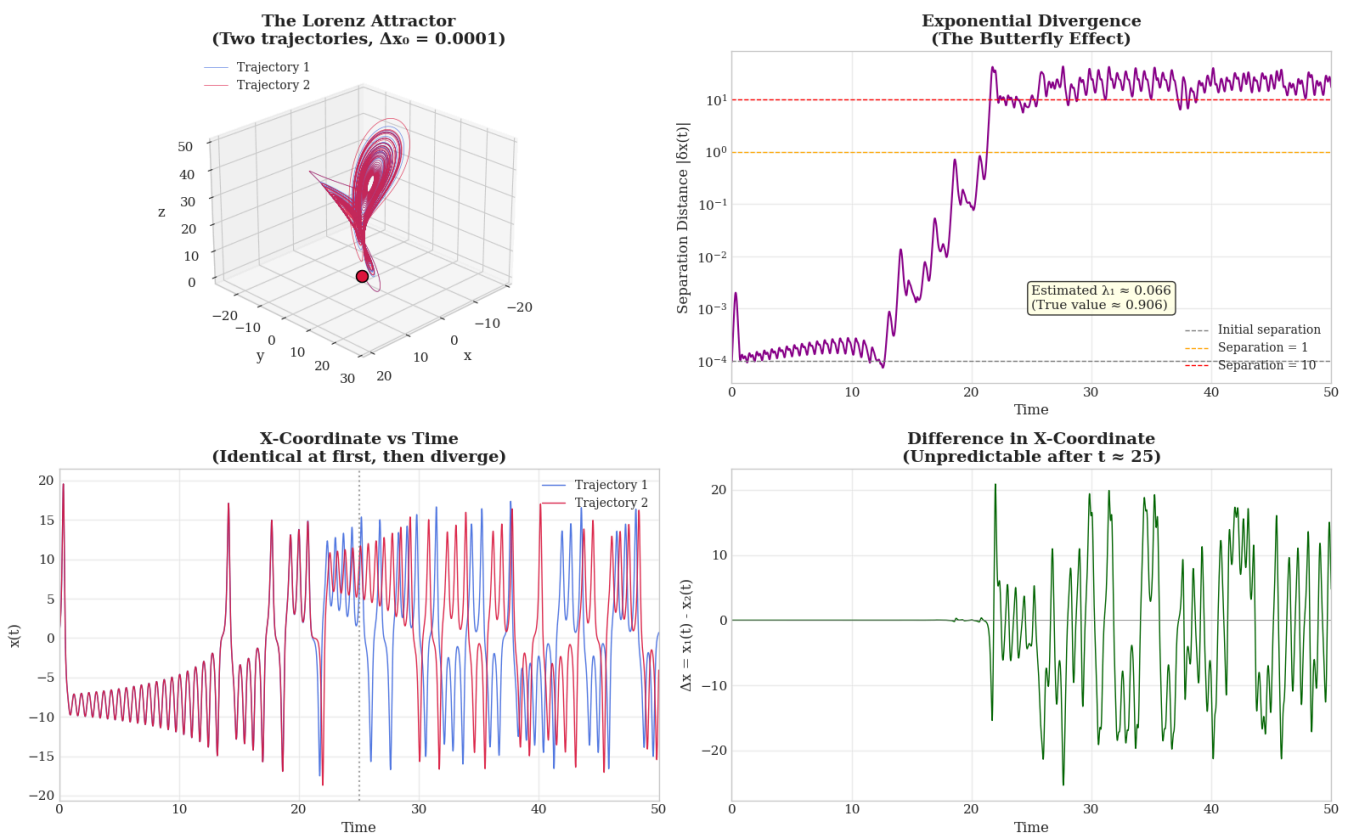 The Lorenz Attractor
(Two trajectories, Δx₀ = 0.0001)
Trajectory 1
Trajectory 2
50
40
30
20
10
0
z
−20
−10
0
10
20
30
y
20
10
0
−10
−20
x
Exponential Divergence
(The Butterfly Effect)
Separation Distance |δx(t)|
10¹
10⁰
10⁻¹
10⁻²
10⁻³
10⁻⁴
Estimated λ₁ ≈ 0.066
(True value ≈ 0.906)
Initial separation
Separation = 1
Separation = 10
0
10
20
30
40
50
Time
X-Coordinate vs Time
(Identical at first, then diverge)
Trajectory 1
Trajectory 2
x(t)
20
15
10
5
0
−5
−10
−15
−20
0
10
20
30
40
50
Time
Difference in X-Coordinate
(Unpredictable after t ≈ 25)
Δx = x₁(t) - x₂(t)
20
10
0
−10
−20
0
10
20
30
40
50
Time